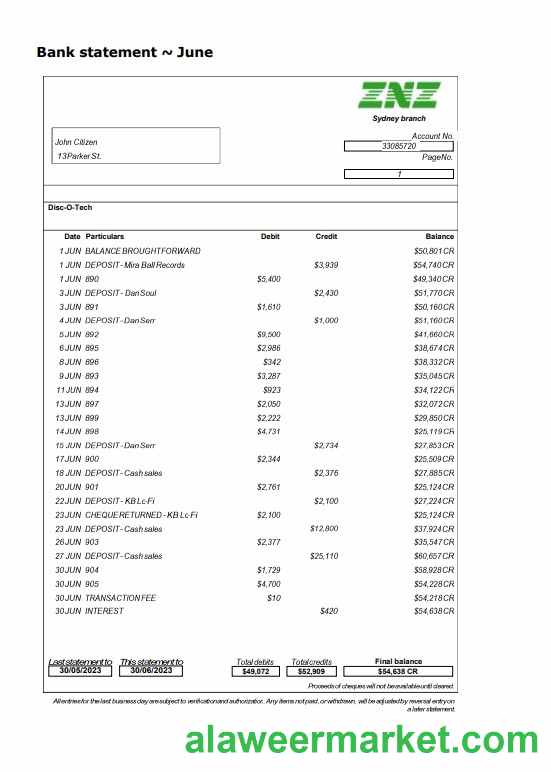 Bank statement ~ June
ZNZ
Sydney branch
Account No.
John Citizen
33085720
13 Parker St.
Page No.
1
Disc-O-Tech
Date Particulars Debit Credit Balance
1 JUN BALANCE BROUGHT FORWARD $50,801 CR
1 JUN DEPOSIT - Mira Ball Records $3,939 $54,740 CR
1 JUN 890 $5,400 $49,340 CR
3 JUN DEPOSIT - Dan Soul $2,430 $51,770 CR
3 JUN 891 $1,610 $50,160 CR
4 JUN DEPOSIT - Dan Serr $1,000 $51,160 CR
5 JUN 892 $9,500 $41,660 CR
6 JUN 895 $2,986 $38,674 CR
8 JUN 896 $342 $38,332 CR
9 JUN 893 $3,287 $35,045 CR
11 JUN 894 $923 $34,122 CR
13 JUN 897 $2,050 $32,072 CR
13 JUN 899 $2,222 $29,850 CR
14 JUN 898 $4,731 $25,119 CR
15 JUN DEPOSIT - Dan Serr $2,734 $27,853 CR
17 JUN 900 $2,344 $25,509 CR
18 JUN DEPOSIT - Cash sales $2,376 $27,885 CR
20 JUN 901 $2,761 $25,124 CR
22 JUN DEPOSIT - KB Lc-Fi $2,100 $27,224 CR
23 JUN CHEQUE RETURNED - KB Lc-Fi $2,100 $25,124 CR
23 JUN DEPOSIT - Cash sales $12,800 $37,924 CR
26 JUN 903 $2,377 $35,547 CR
27 JUN DEPOSIT - Cash sales $25,110 $60,657 CR
30 JUN 904 $1,729 $58,928 CR
30 JUN 905 $4,700 $54,228 CR
30 JUN TRANSACTION FEE $10 $54,218 CR
30 JUN INTEREST $420 $54,638 CR
Last statement to This statement to Total debits Total credits Final balance
30/05/2023 30/06/2023 $49,072 $52,909 $54,638 CR
Proceeds of cheques will not be available until cleared.
All entries for the last business day are subject to verification and authorization. Any items not paid, or withdrawn, will be adjusted by reversal entry on
a later statement.
alaweermarket.com